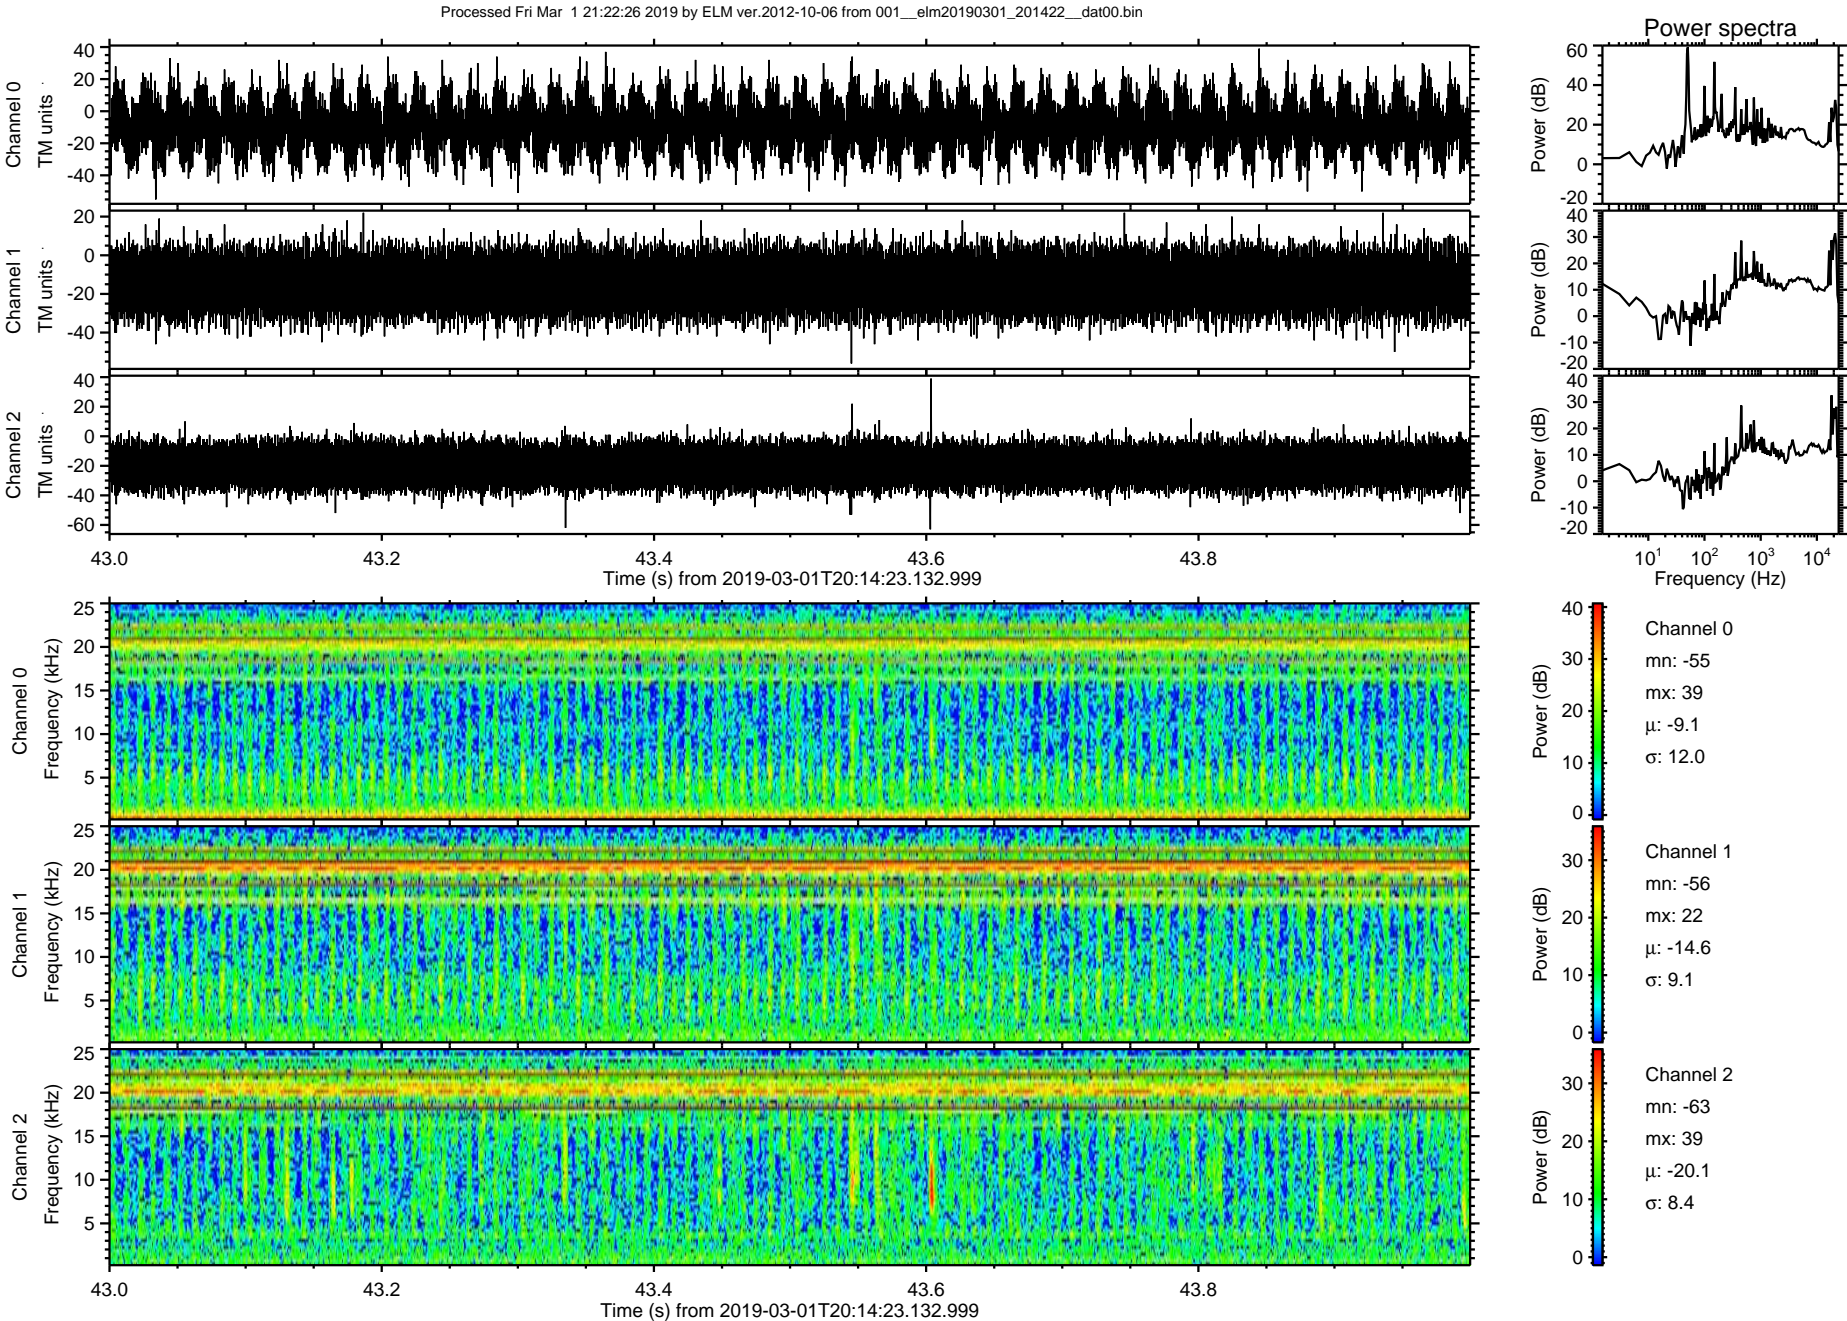 Processed Fri Mar 1 21:22:26 2019 by ELM ver.2012-10-06 from 001__elm20190301_201422__dat00.bin
Power spectra
Channel 0
TM units
40
20
0
-20
-40
Power (dB)
60
40
20
0
-20
Channel 1
TM units
20
0
-20
-40
Power (dB)
40
30
20
10
0
-10
-20
Channel 2
TM units
40
20
0
-20
-40
-60
Power (dB)
40
30
20
10
0
-10
-20
43.0 43.2 43.4 43.6 43.8
Time (s) from 2019-03-01T20:14:23.132.999
10¹ 10² 10³ 10⁴
Frequency (Hz)
Channel 0
Frequency (kHz)
25
20
15
10
5
Power (dB)
40
30
20
10
0
Channel 0
mn: -55
mx: 39
μ: -9.1
σ: 12.0
Channel 1
Frequency (kHz)
25
20
15
10
5
Power (dB)
30
20
10
0
Channel 1
mn: -56
mx: 22
μ: -14.6
σ: 9.1
Channel 2
Frequency (kHz)
25
20
15
10
5
Power (dB)
30
20
10
0
Channel 2
mn: -63
mx: 39
μ: -20.1
σ: 8.4
43.0 43.2 43.4 43.6 43.8
Time (s) from 2019-03-01T20:14:23.132.999